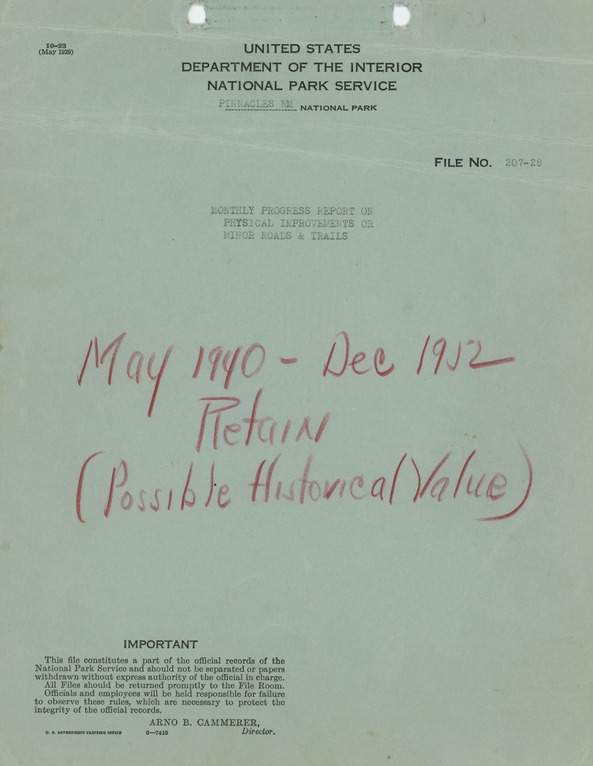 10-23
(May 1929)
UNITED STATES
DEPARTMENT OF THE INTERIOR
NATIONAL PARK SERVICE
PINNACLES NM NATIONAL PARK
FILE NO. 207-28
MONTHLY PROGRESS REPORT ON
PHYSICAL IMPROVEMENTS OR
MINOR ROADS & TRAILS
May 1940 - Dec 1952
Retain
(Possible Historical Value)
IMPORTANT
This file constitutes a part of the official records of the
National Park Service and should not be separated or papers
withdrawn without express authority of the official in charge.
All Files should be returned promptly to the File Room.
Officials and employees will be held responsible for failure
to observe these rules, which are necessary to protect the
integrity of the official records.
ARNO B. CAMMERER,
U. S. GOVERNMENT PRINTING OFFICE 6—7410 Director.